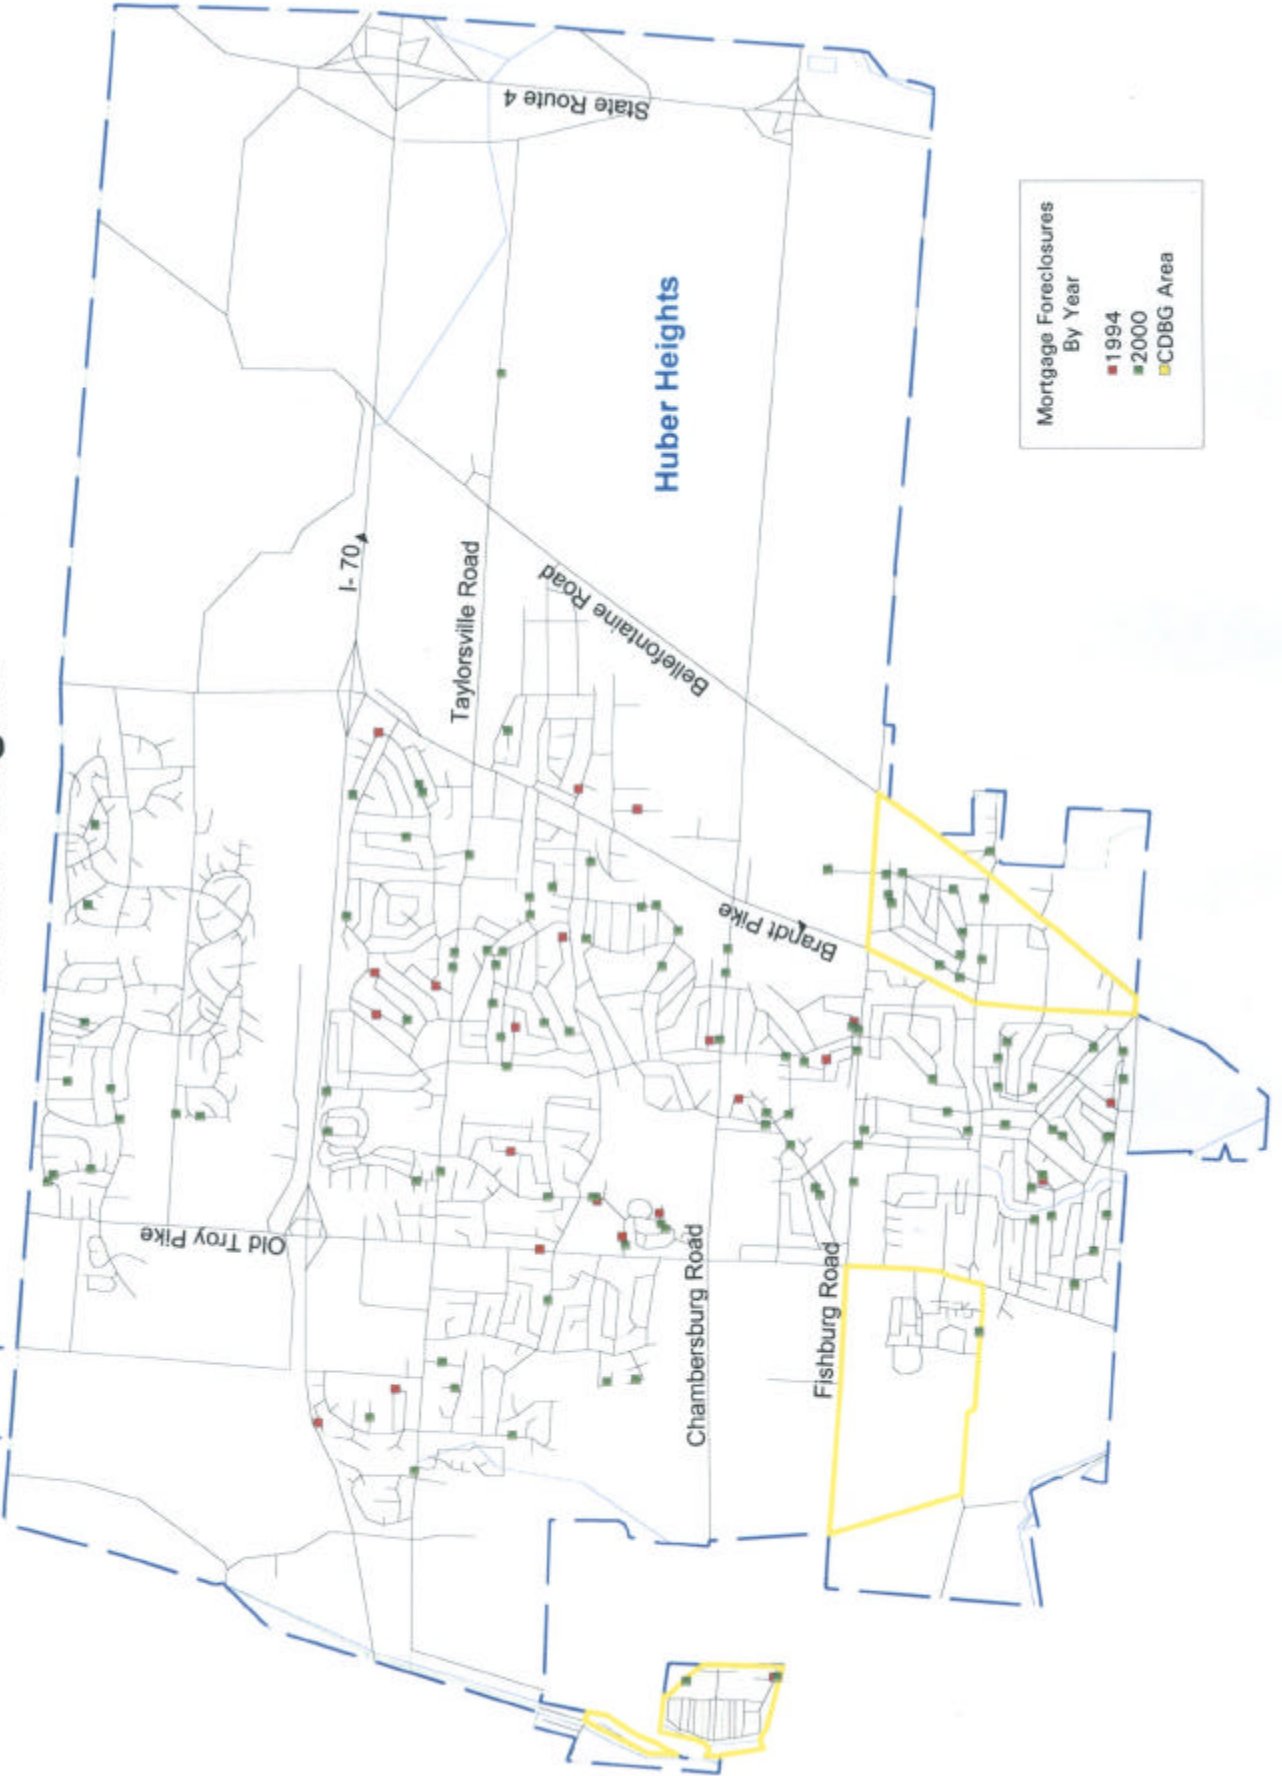 State Route 4
Huber Heights
I-70
Taylorsville Road
Bellefontaine Road
Brandt Pike
Old Troy Pike
Chambersburg Road
Fishburg Road
Mortgage Foreclosures
By Year
1994
2000
CDBG Area